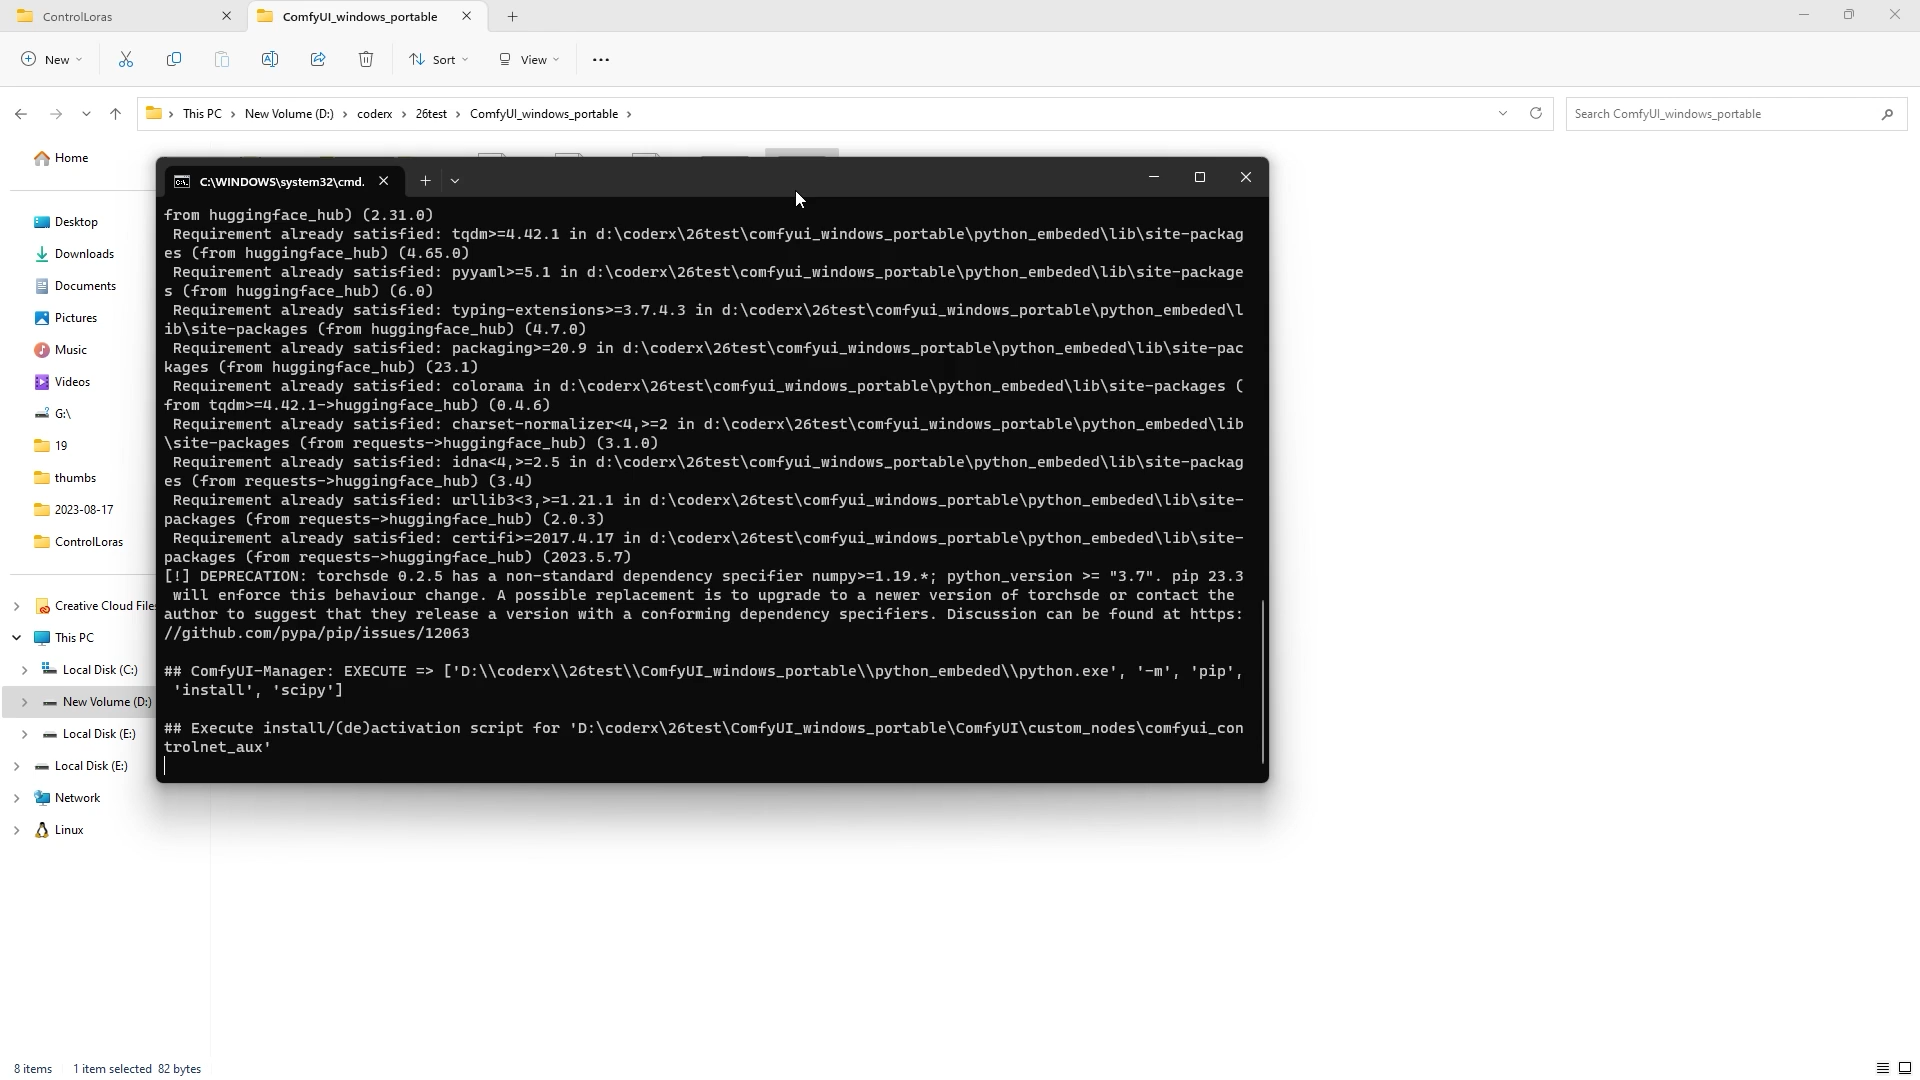 ControlLoras
ComfyUI_windows_portable
New
Sort
View
This PC > New Volume (D:) > coderx > 26test > ComfyUI_windows_portable >
Search ComfyUI_windows_portable
Home
Desktop
Downloads
Documents
Pictures
Music
Videos
G:\
19
thumbs
2023-08-17
ControlLoras
Creative Cloud File
This PC
Local Disk (C:)
New Volume (D:)
Local Disk (E:)
Local Disk (E:)
Network
Linux
C:\WINDOWS\system32\cmd.
from huggingface_hub) (2.31.0)
Requirement already satisfied: tqdm>=4.42.1 in d:\coderx\26test\comfyui_windows_portable\python_embeded\lib\site-packag
es (from huggingface_hub) (4.65.0)
Requirement already satisfied: pyyaml>=5.1 in d:\coderx\26test\comfyui_windows_portable\python_embeded\lib\site-package
s (from huggingface_hub) (6.0)
Requirement already satisfied: typing-extensions>=3.7.4.3 in d:\coderx\26test\comfyui_windows_portable\python_embeded\l
ib\site-packages (from huggingface_hub) (4.7.0)
Requirement already satisfied: packaging>=20.9 in d:\coderx\26test\comfyui_windows_portable\python_embeded\lib\site-pac
kages (from huggingface_hub) (23.1)
Requirement already satisfied: colorama in d:\coderx\26test\comfyui_windows_portable\python_embeded\lib\site-packages (
from tqdm>=4.42.1->huggingface_hub) (0.4.6)
Requirement already satisfied: charset-normalizer<4,>=2 in d:\coderx\26test\comfyui_windows_portable\python_embeded\lib
\site-packages (from requests->huggingface_hub) (3.1.0)
Requirement already satisfied: idna<4,>=2.5 in d:\coderx\26test\comfyui_windows_portable\python_embeded\lib\site-packag
es (from requests->huggingface_hub) (3.4)
Requirement already satisfied: urllib3<3,>=1.21.1 in d:\coderx\26test\comfyui_windows_portable\python_embeded\lib\site-
packages (from requests->huggingface_hub) (2.0.3)
Requirement already satisfied: certifi>=2017.4.17 in d:\coderx\26test\comfyui_windows_portable\python_embeded\lib\site-
packages (from requests->huggingface_hub) (2023.5.7)
[!] DEPRECATION: torchsde 0.2.5 has a non-standard dependency specifier numpy>=1.19.*; python_version >= "3.7". pip 23.3
will enforce this behaviour change. A possible replacement is to upgrade to a newer version of torchsde or contact the
author to suggest that they release a version with a conforming dependency specifiers. Discussion can be found at https:
//github.com/pypa/pip/issues/12063
## ComfyUI-Manager: EXECUTE => ['D:\\coderx\\26test\\ComfyUI_windows_portable\\python_embeded\\python.exe', '-m', 'pip',
'install', 'scipy']
## Execute install/(de)activation script for 'D:\coderx\26test\ComfyUI_windows_portable\ComfyUI\custom_nodes\comfyui_con
trolnet_aux'
8 items
1 item selected 82 bytes